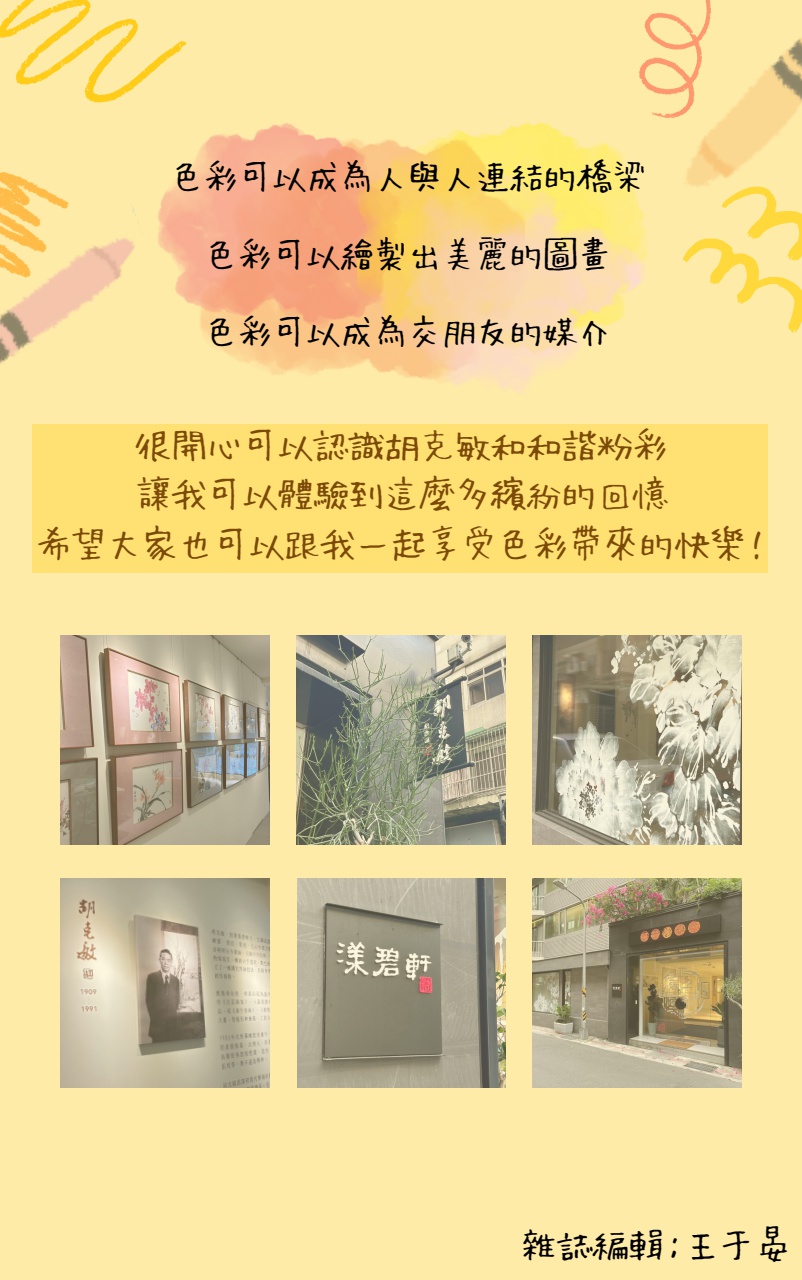 色彩可以成為人與人連結的橋梁
色彩可以繪製出美麗的圖畫
色彩可以成為交朋友的媒介
很開心可以認識胡克敏和和諧粉彩
讓我可以體驗到這麼多繽紛的回憶
希望大家也可以跟我一起享受色彩帶來的快樂!
胡克敏
胡克敏
1909
1991
漾碧軒
雜誌編輯:王于晏